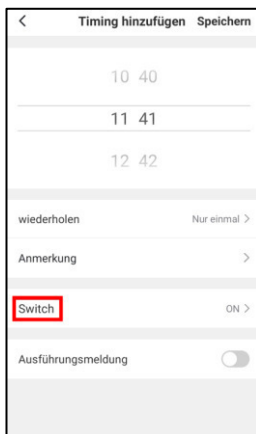 Timing hinzufügen Speichern
10 40
11 41
12 42
wiederholen Nur einmal >
Anmerkung >
Switch ON >
Ausführungsmeldung